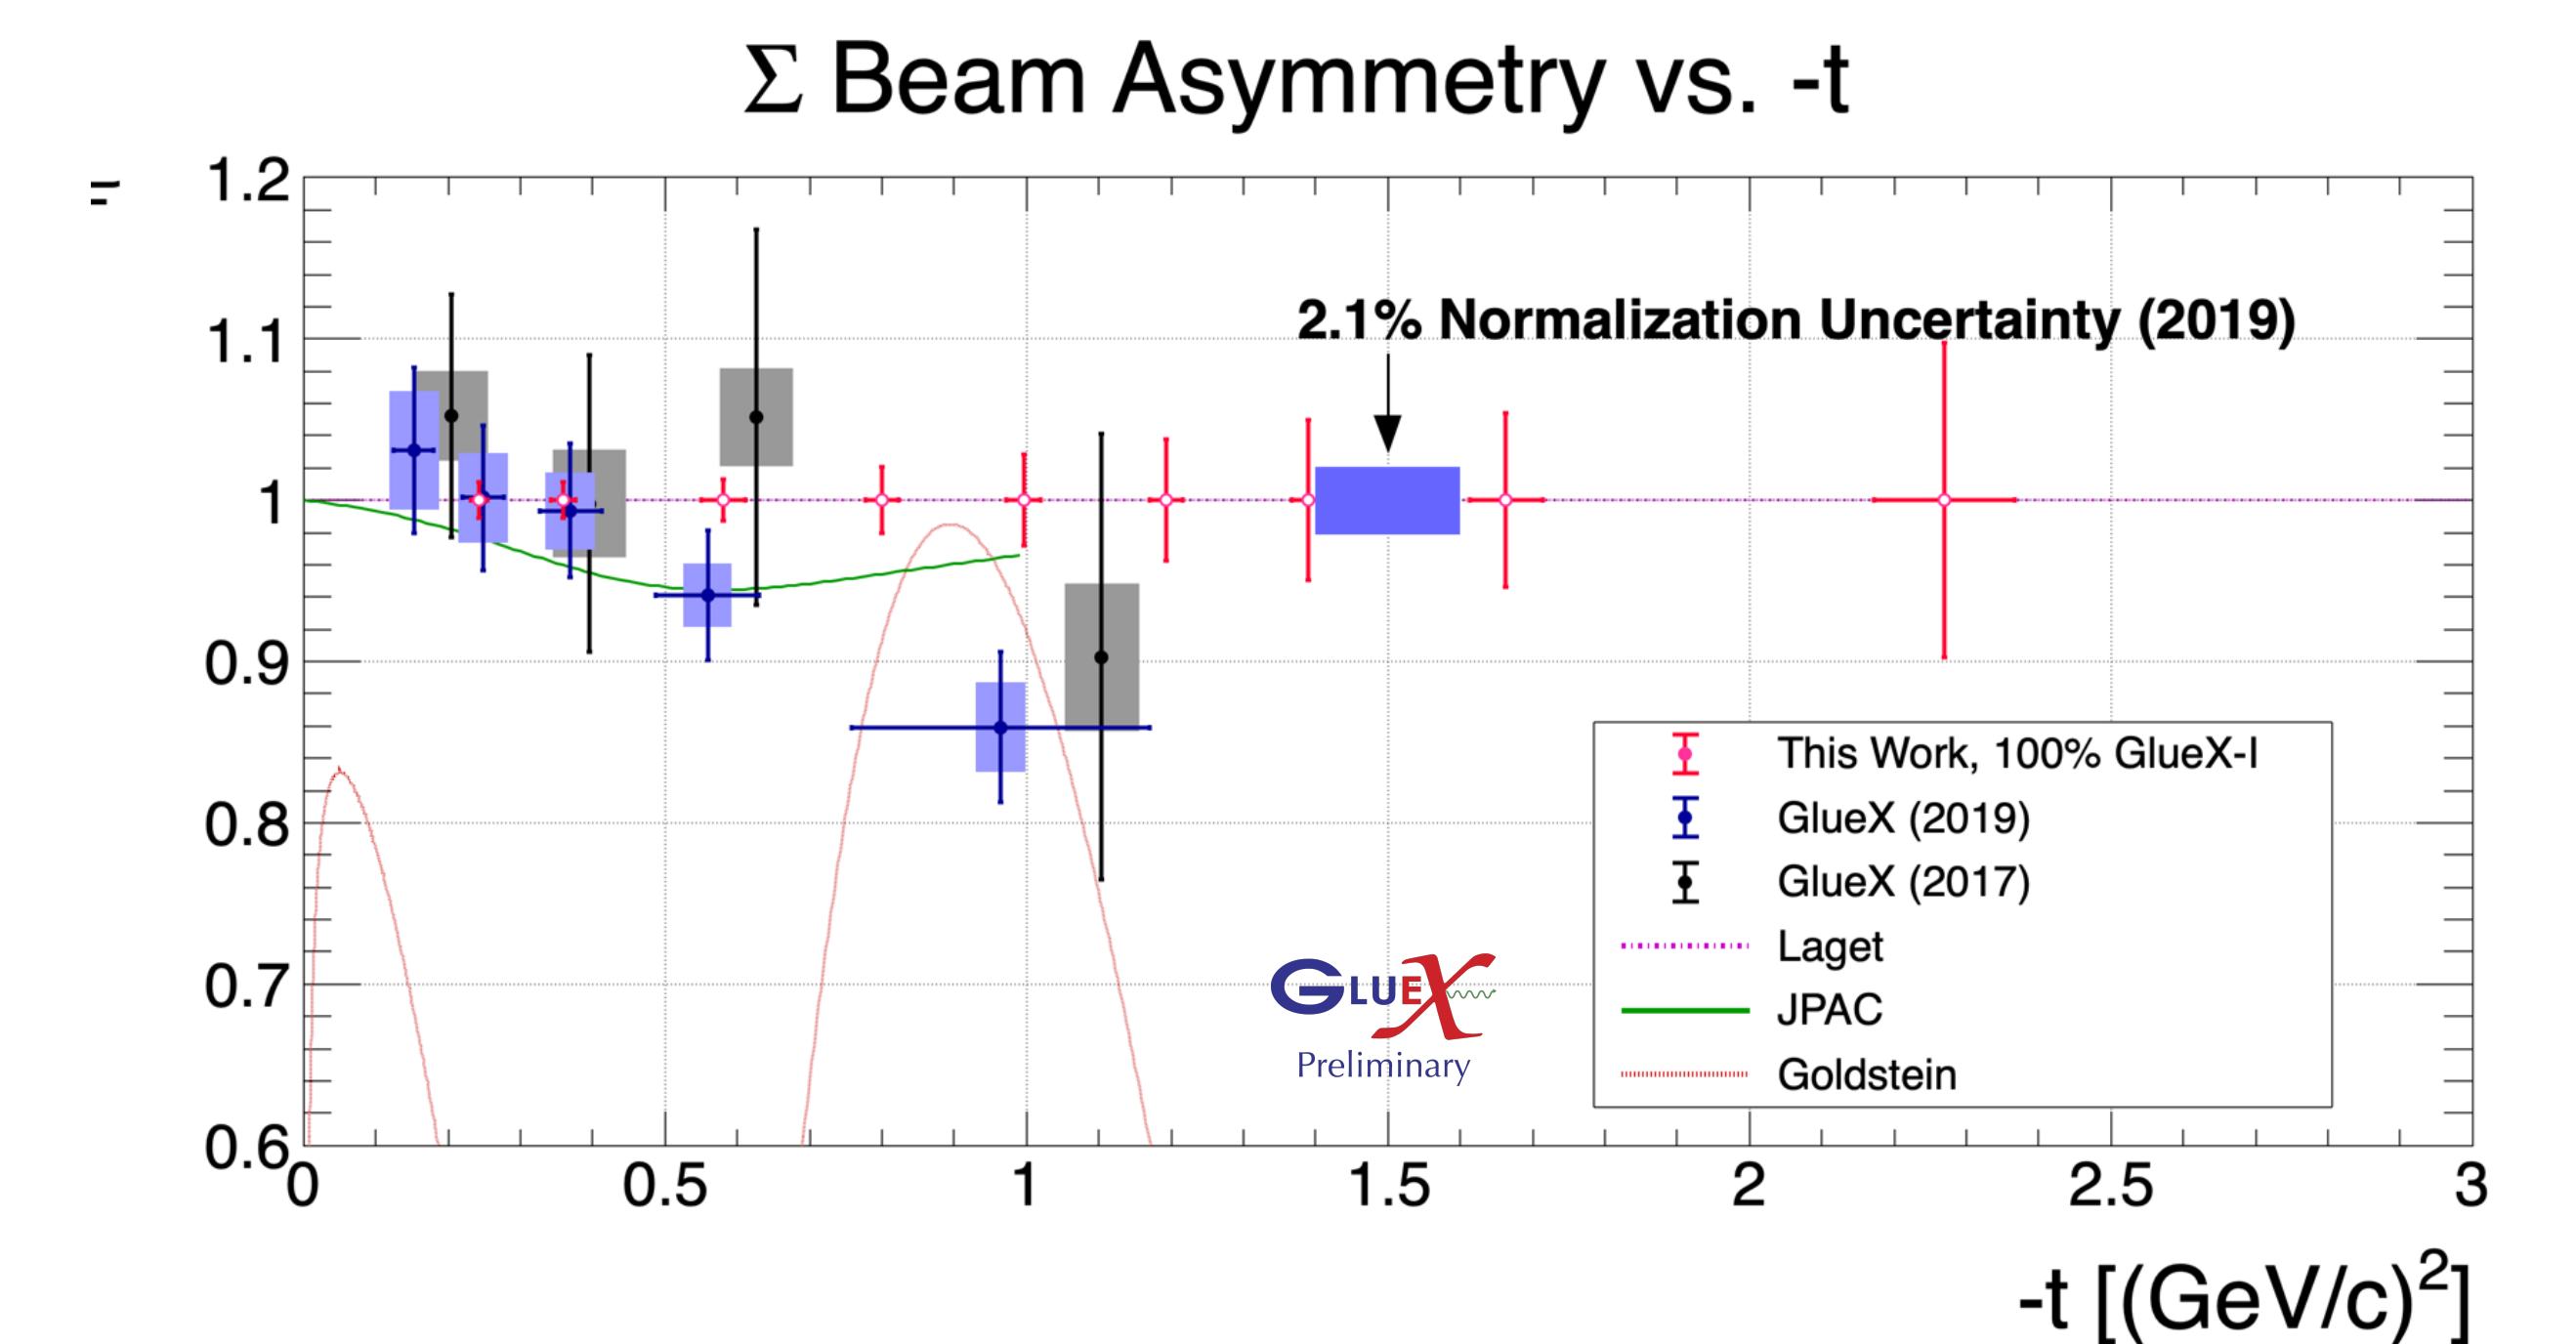 Σ Beam Asymmetry vs. -t
1.2
1.1
1
0.9
0.8
0.7
0.6
2.1% Normalization Uncertainty (2019)
This Work, 100% GlueX-I
GlueX (2019)
GlueX (2017)
Laget
JPAC
Goldstein
GLUEX
Preliminary
0 0.5 1 1.5 2 2.5 3
-t [(GeV/c)²]